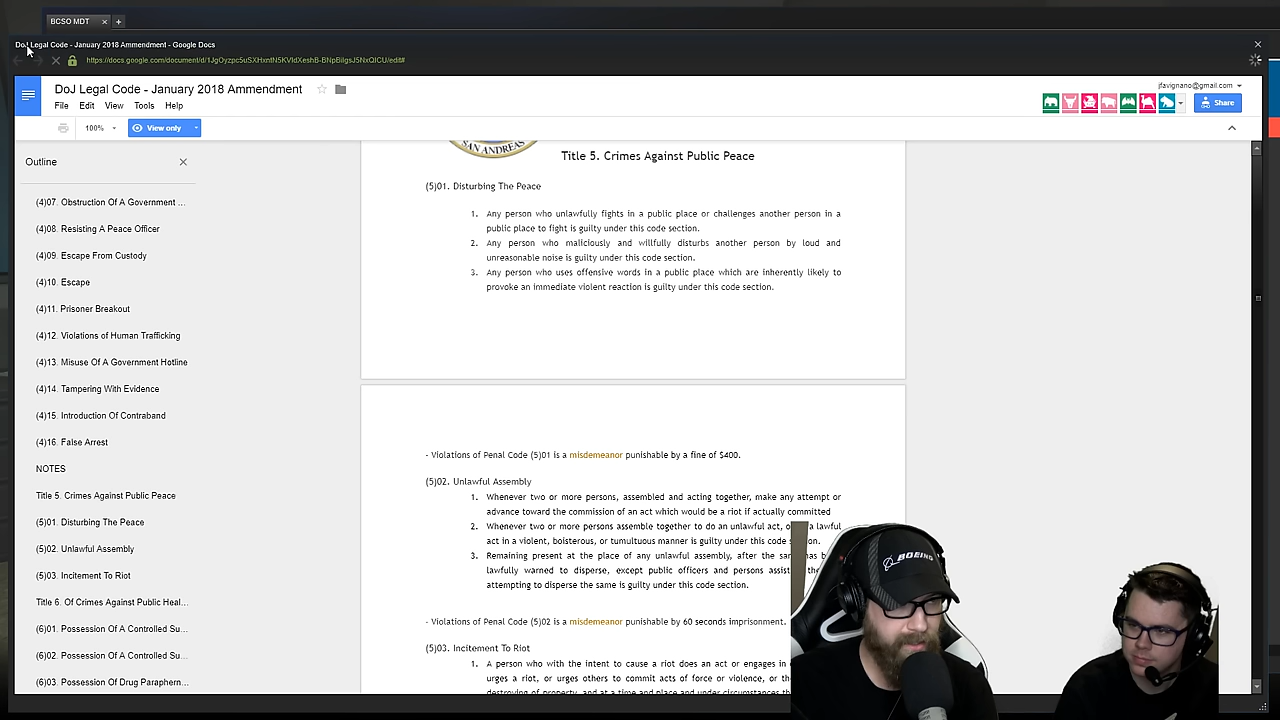 BCSO MDT
DoJ Legal Code - January 2018 Ammendment - Google Docs
DoJ Legal Code - January 2018 Ammendment
jfavignano@gmail.com
File Edit View Tools Help
Share
100%
View only
Outline
(4)07. Obstruction Of A Government ...
(4)08. Resisting A Peace Officer
(4)09. Escape From Custody
(4)10. Escape
(4)11. Prisoner Breakout
(4)12. Violations of Human Trafficking
(4)13. Misuse Of A Government Hotline
(4)14. Tampering With Evidence
(4)15. Introduction Of Contraband
(4)16. False Arrest
NOTES
Title 5. Crimes Against Public Peace
(5)01. Disturbing The Peace
(5)02. Unlawful Assembly
(5)03. Incitement To Riot
Title 6. Of Crimes Against Public Heal...
(6)01. Possession Of A Controlled Su...
(6)02. Possession Of A Controlled Su...
(6)03. Possession Of Drug Paraphern...
SAN ANDREAS
Title 5. Crimes Against Public Peace
(5)01. Disturbing The Peace
1. Any person who unlawfully fights in a public place or challenges another person in a
public place to fight is guilty under this code section.
2. Any person who maliciously and willfully disturbs another person by loud and
unreasonable noise is guilty under this code section.
3. Any person who uses offensive words in a public place which are inherently likely to
provoke an immediate violent reaction is guilty under this code section.
- Violations of Penal Code (5)01 is a misdemeanor punishable by a fine of $400.
(5)02. Unlawful Assembly
1. Whenever two or more persons, assembled and acting together, make any attempt or
advance toward the commission of an act which would be a riot if actually committed
2. Whenever two or more persons assemble together to do an unlawful act, lawful
act in a violent, boisterous, or tumultuous manner is guilty under this code
3. Remaining present at the place of any unlawful assembly, after the
lawfully warned to disperse, except public officers and persons
attempting to disperse the same is guilty under this code section.
- Violations of Penal Code (5)02 is a misdemeanor punishable by 60 seconds imprisonment.
(5)03. Incitement To Riot
1. A person who with the intent to cause a riot does an act or engages in
urges a riot, or urges others to commit acts of force or violence, or
destroying of property, and at a time and place and under circumstances
BOEING